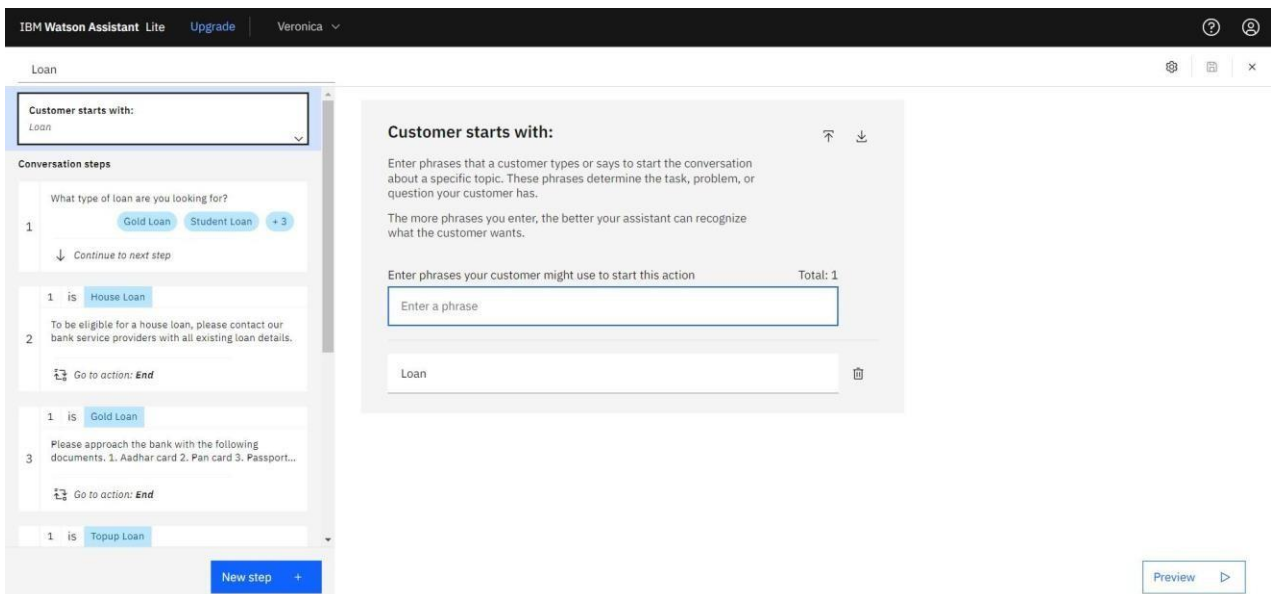 IBM Watson Assistant Lite Upgrade Veronica
Loan
Customer starts with:
Loan
Conversation steps
1
What type of loan are you looking for?
Gold Loan Student Loan + 3
Continue to next step
2
1 is House Loan
To be eligible for a house loan, please contact our
bank service providers with all existing loan details.
Go to action: End
3
1 is Gold Loan
Please approach the bank with the following
documents. 1. Aadhar card 2. Pan card 3. Passport...
Go to action: End
1 is Topup Loan
New step +
Customer starts with:
Enter phrases that a customer types or says to start the conversation
about a specific topic. These phrases determine the task, problem, or
question your customer has.
The more phrases you enter, the better your assistant can recognize
what the customer wants.
Enter phrases your customer might use to start this action Total: 1
Enter a phrase
Loan
Preview